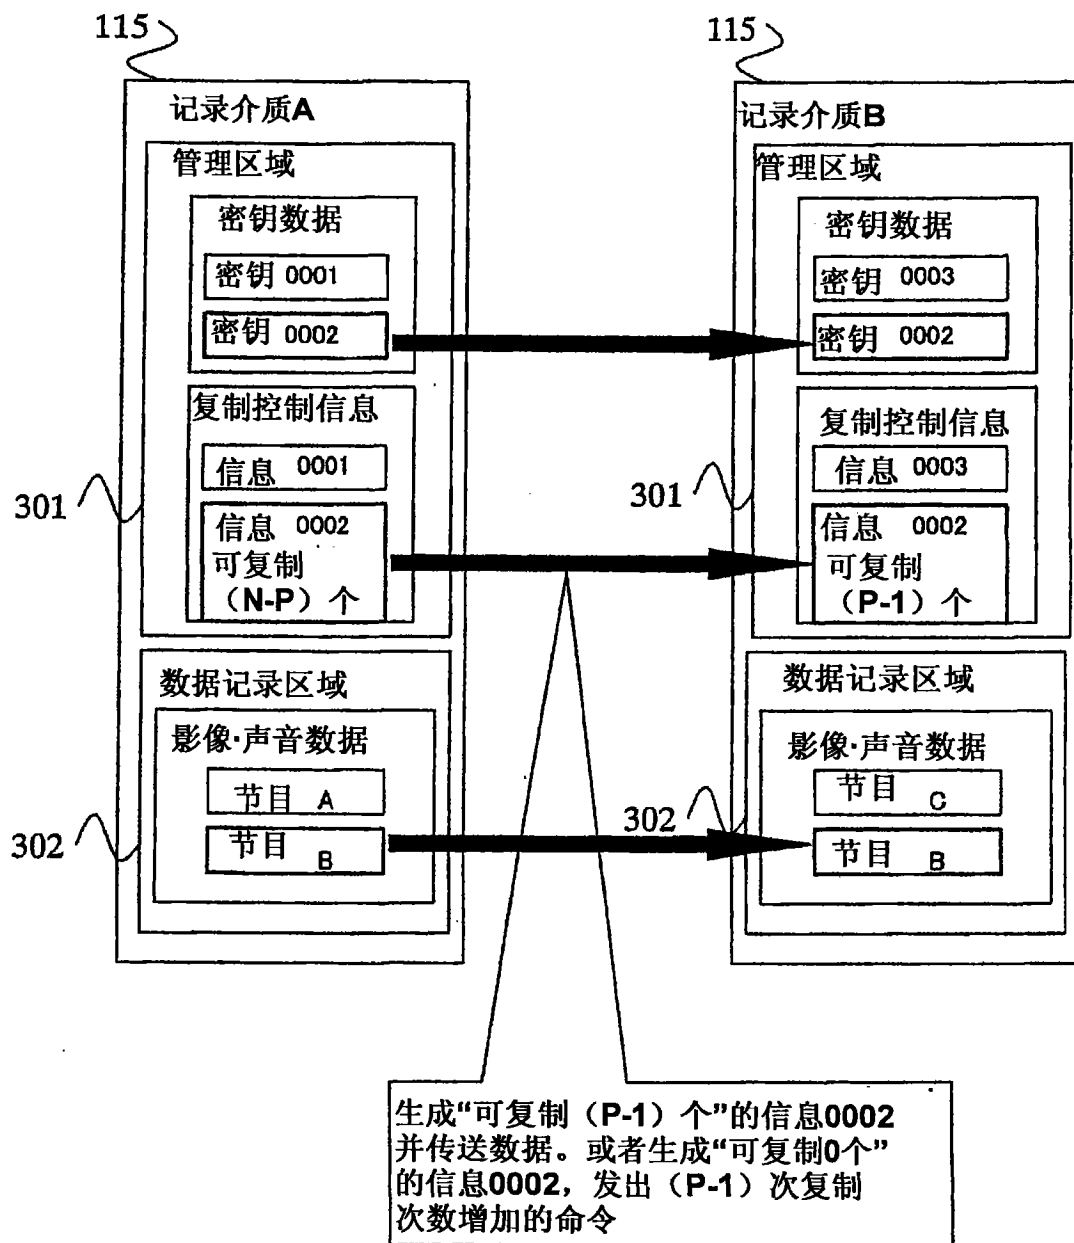 115
记录介质A
管理区域
密钥数据
密钥 0001
密钥 0002
复制控制信息
信息 0001
信息 0002
可复制
（N-P）个
301
数据记录区域
影像·声音数据
节目 A
节目 B
302
115
记录介质B
管理区域
密钥数据
密钥 0003
密钥 0002
复制控制信息
信息 0003
信息 0002
可复制
（P-1）个
301
数据记录区域
影像·声音数据
节目 C
节目 B
302
生成“可复制（P-1）个”的信息0002
并传送数据。或者生成“可复制0个”
的信息0002，发出（P-1）次复制
次数增加的命令